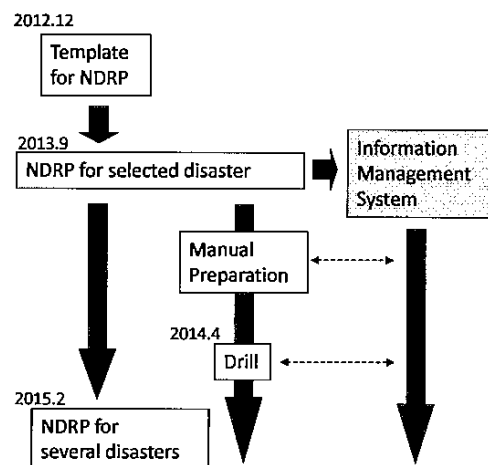 2012.12
Template
for NDRP
2013.9
NDRP for selected disaster
Information
Management
System
Manual
Preparation
2014.4
Drill
2015.2
NDRP for
several disasters